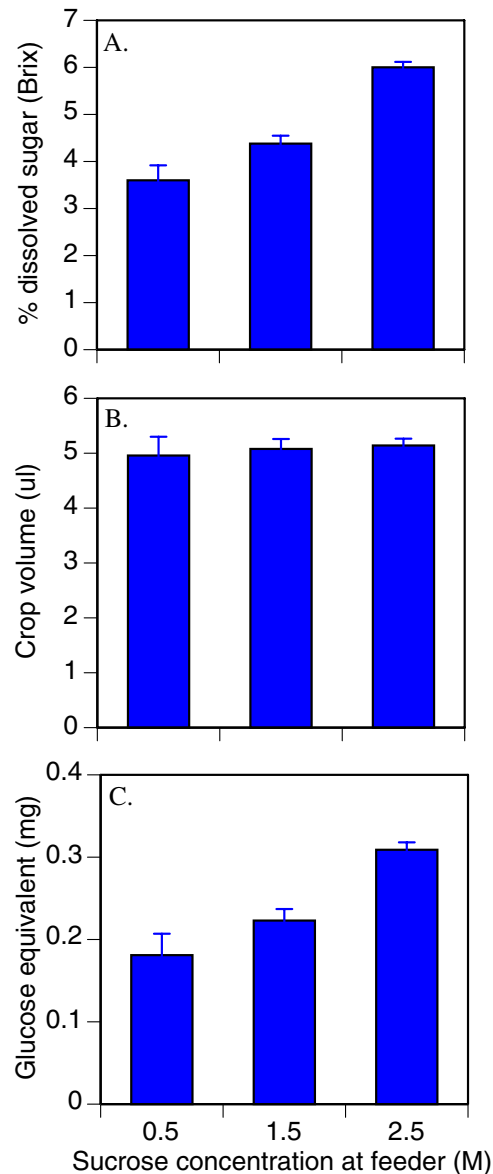 A.
% dissolved sugar (Brix)
7
6
5
4
3
2
1
0
B.
Crop volume (ul)
6
5
4
3
2
1
0
C.
Glucose equivalent (mg)
0.4
0.3
0.2
0.1
0
0.5 1.5 2.5
Sucrose concentration at feeder (M)